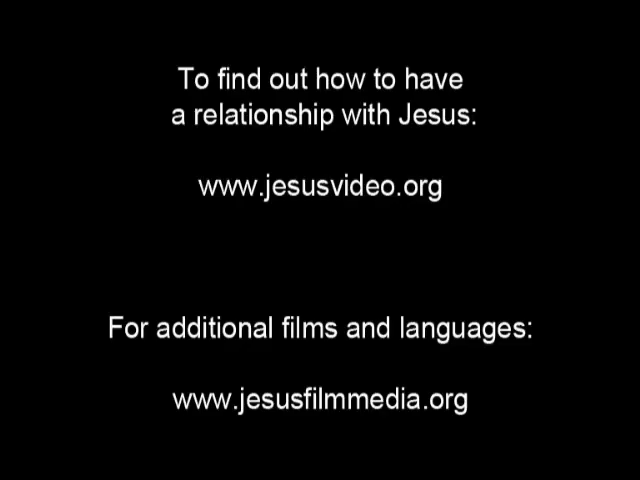 To find out how to have
a relationship with Jesus:
www.jesusvideo.org
For additional films and languages:
www.jesusfilmmedia.org